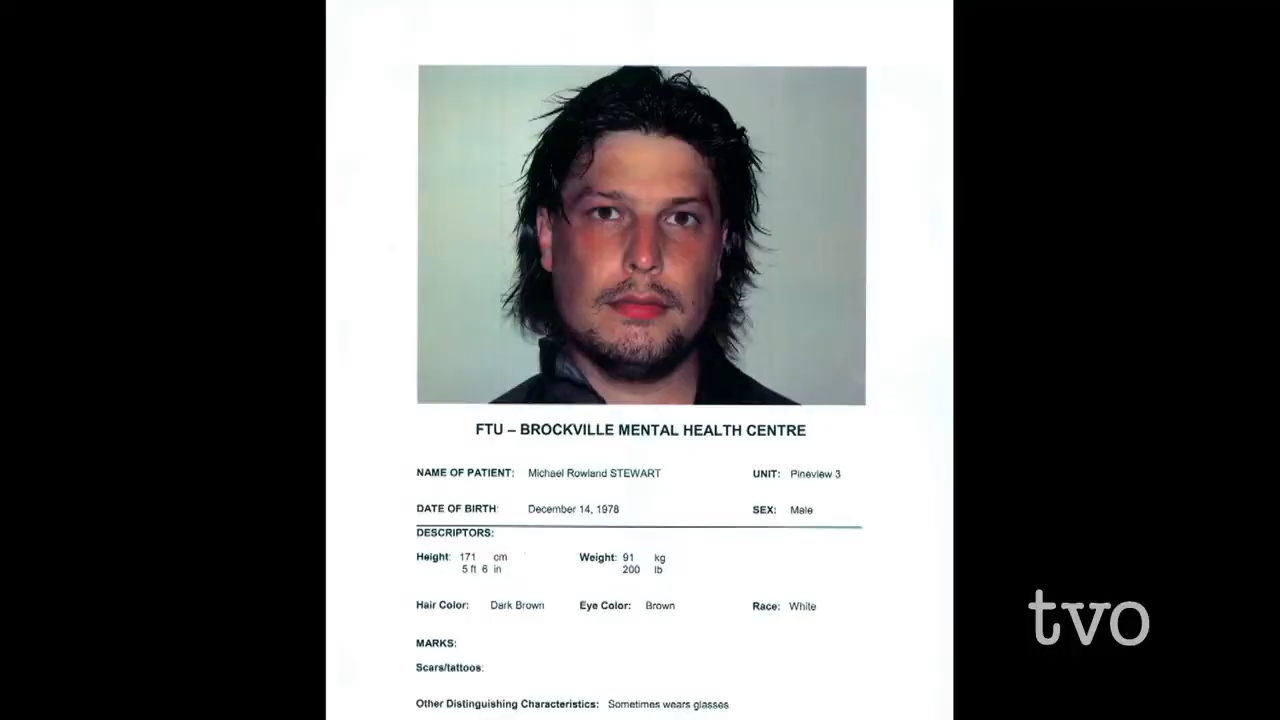 FTU – BROCKVILLE MENTAL HEALTH CENTRE
NAME OF PATIENT: Michael Rowland STEWART UNIT: Pineview 3
DATE OF BIRTH: December 14, 1978 SEX: Male
DESCRIPTORS:
Height: 171 cm Weight: 91 kg
5 ft 6 in 200 lb
Hair Color: Dark Brown Eye Color: Brown Race: White
tvo
MARKS:
Scars/tattoos:
Other Distinguishing Characteristics: Sometimes wears glasses